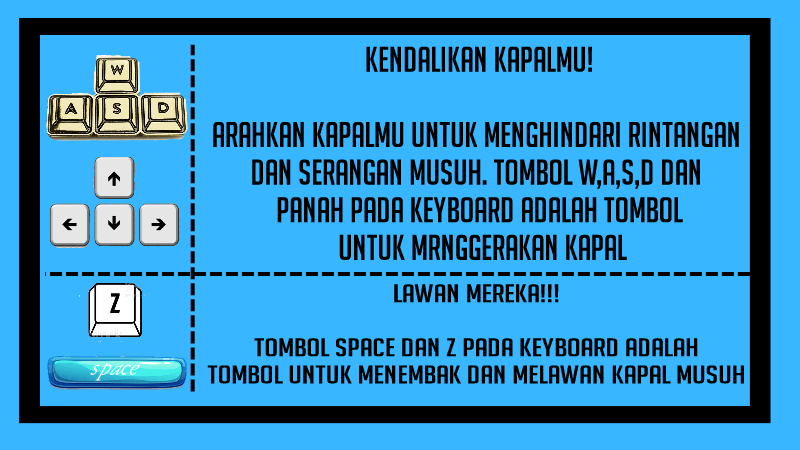 W
A S D
KENDALIKAN KAPALMU!
ARAHKAN KAPALMU UNTUK MENGHINDARI RINTANGAN
DAN SERANGAN MUSUH. TOMBOL W,A,S,D DAN
PANAH PADA KEYBOARD ADALAH TOMBOL
UNTUK MRNGGERAKAN KAPAL
Z
space
LAWAN MEREKA!!!
TOMBOL SPACE DAN Z PADA KEYBOARD ADALAH
TOMBOL UNTUK MENEMBAK DAN MELAWAN KAPAL MUSUH